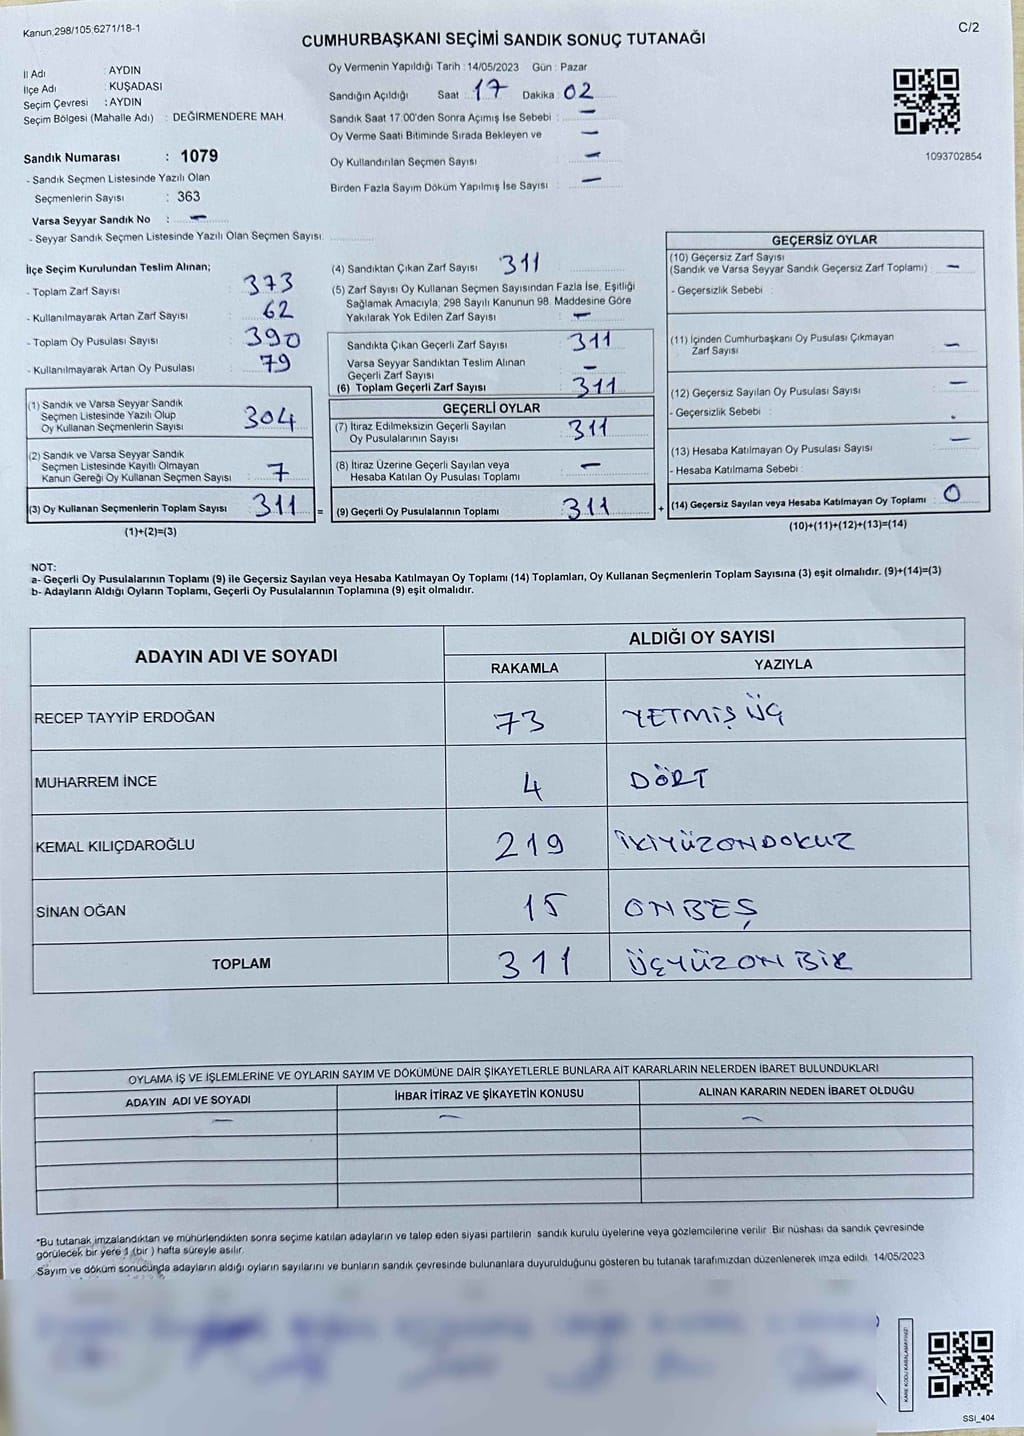 Kanun,298/105,6271/18-1
C/2
CUMHURBAŞKANI SEÇİMİ SANDIK SONUÇ TUTANAĞI
İl Adı : AYDIN
İlçe Adı : KUŞADASI
Seçim Çevresi : AYDIN
Seçim Bölgesi (Mahalle Adı) : DEĞİRMENDERE MAH.
Sandık Numarası : 1079
- Sandık Seçmen Listesinde Yazılı Olan
Seçmenlerin Sayısı : 363
Varsa Seyyar Sandık No : —
- Seyyar Sandık Seçmen Listesinde Yazılı Olan Seçmen Sayısı:
Oy Vermenin Yapıldığı Tarih : 14/05/2023 Gün : Pazar
Sandığın Açıldığı Saat : 17 Dakika : 02
Sandık Saat 17.00'den Sonra Açımış İse Sebebi : —
Oy Verme Saati Bitiminde Sırada Bekleyen ve —
Oy Kullandırılan Seçmen Sayısı —
Birden Fazla Sayım Döküm Yapılmış İse Sayısı : —
1093702854
İlçe Seçim Kurulundan Teslim Alınan;
- Toplam Zarf Sayısı : 373
- Kullanılmayarak Artan Zarf Sayısı : 62
- Toplam Oy Pusulası Sayısı : 390
- Kullanılmayarak Artan Oy Pusulası : 79
(1) Sandık ve Varsa Seyyar Sandık
Seçmen Listesinde Yazılı Olup
Oy Kullanan Seçmenlerin Sayısı : 304
(2) Sandık ve Varsa Seyyar Sandık
Seçmen Listesinde Kayıtlı Olmayan
Kanun Gereği Oy Kullanan Seçmen Sayısı : 7
(3) Oy Kullanan Seçmenlerin Toplam Sayısı : 311 =
(1)+(2)=(3)
(4) Sandıktan Çıkan Zarf Sayısı : 311
(5) Zarf Sayısı Oy Kullanan Seçmen Sayısından Fazla İse, Eşitliği
Sağlamak Amacıyla, 298 Sayılı Kanunun 98. Maddesine Göre
Yakılarak Yok Edilen Zarf Sayısı : —
Sandıkta Çıkan Geçerli Zarf Sayısı : 311
Varsa Seyyar Sandıktan Teslim Alınan
Geçerli Zarf Sayısı : —
(6) Toplam Geçerli Zarf Sayısı : 311
GEÇERLİ OYLAR
(7) İtiraz Edilmeksizin Geçerli Sayılan
Oy Pusulalarının Sayısı : 311
(8) İtiraz Üzerine Geçerli Sayılan veya
Hesaba Katılan Oy Pusulası Toplamı : —
(9) Geçerli Oy Pusulalarının Toplamı : 311 +
GEÇERSİZ OYLAR
(10) Geçersiz Zarf Sayısı
(Sandık ve Varsa Seyyar Sandık Geçersiz Zarf Toplamı) : —
- Geçersizlik Sebebi :
(11) İçinden Cumhurbaşkanı Oy Pusulası Çıkmayan
Zarf Sayısı : —
(12) Geçersiz Sayılan Oy Pusulası Sayısı : —
- Geçersizlik Sebebi :
(13) Hesaba Katılmayan Oy Pusulası Sayısı : —
- Hesaba Katılmama Sebebi :
(14) Geçersiz Sayılan veya Hesaba Katılmayan Oy Toplamı : 0
(10)+(11)+(12)+(13)=(14)
NOT:
a- Geçerli Oy Pusulalarının Toplamı (9) ile Geçersiz Sayılan veya Hesaba Katılmayan Oy Toplamı (14) Toplamları, Oy Kullanan Seçmenlerin Toplam Sayısına (3) eşit olmalıdır. (9)+(14)=(3)
b- Adayların Aldığı Oyların Toplamı, Geçerli Oy Pusulalarının Toplamına (9) eşit olmalıdır.
ADAYIN ADI VE SOYADI
ALDIĞI OY SAYISI
RAKAMLA YAZIYLA
RECEP TAYYİP ERDOĞAN 73 YETMİŞ ÜÇ
MUHARREM İNCE 4 DÖRT
KEMAL KILIÇDAROĞLU 219 İKİYÜZONDOKUZ
SİNAN OĞAN 15 ONBEŞ
TOPLAM 311 ÜÇYÜZON BİR
OYLAMA İŞ VE İŞLEMLERİNE VE OYLARIN SAYIM VE DÖKÜMÜNE DAİR ŞİKAYETLERLE BUNLARA AİT KARARLARIN NELERDEN İBARET BULUNDUKLARI
ADAYIN ADI VE SOYADI İHBAR İTİRAZ VE ŞİKAYETİN KONUSU ALINAN KARARIN NEDEN İBARET OLDUĞU
— — —
*Bu tutanak imzalandıktan ve mühürlendikten sonra seçime katılan adayların ve talep eden siyasi partilerin sandık kurulu üyelerine veya gözlemcilerine verilir. Bir nüshası da sandık çevresinde
görülecek bir yere 1 (bir ) hafta süreyle asılır.
Sayım ve döküm sonucunda adayların aldığı oyların sayılarını ve bunların sandık çevresinde bulunanlara duyurulduğunu gösteren bu tutanak tarafımızdan düzenlenerek imza edildi. 14/05/2023
KARE KODU KARALAMAYINIZ!
SSI_404